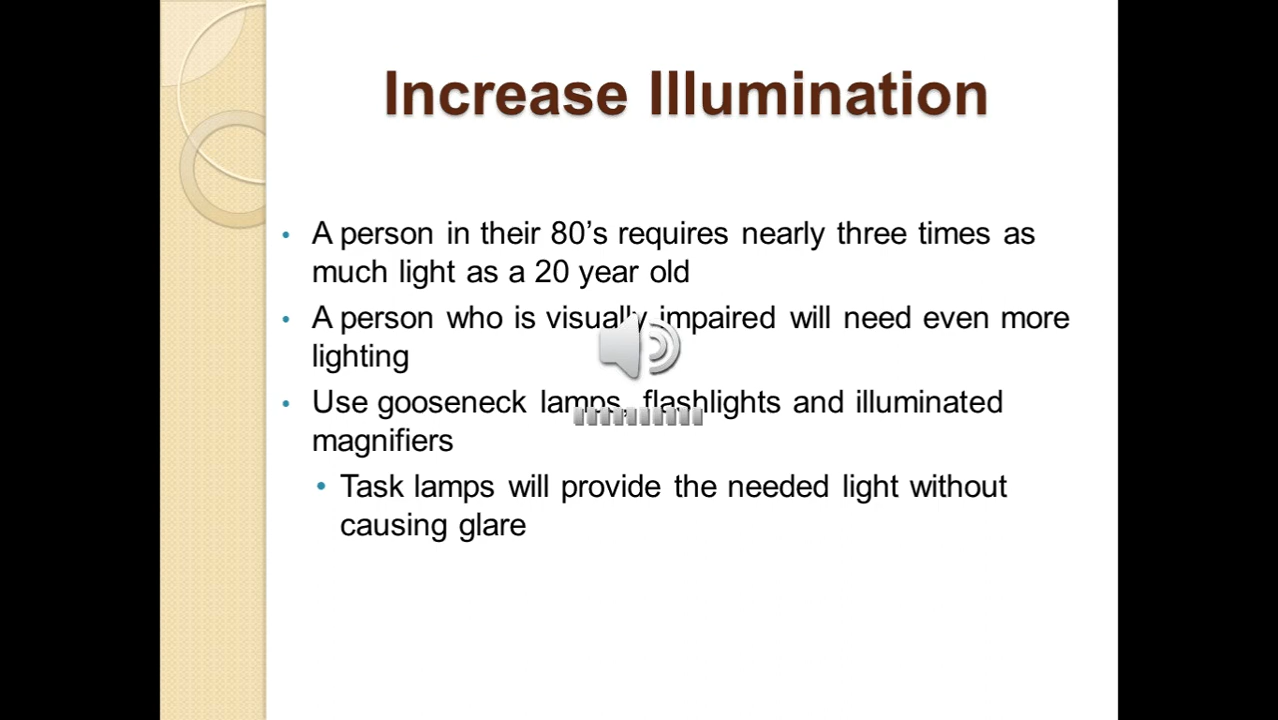 Increase Illumination
• A person in their 80’s requires nearly three times as
much light as a 20 year old
• A person who is visually impaired will need even more
lighting
• Use gooseneck lamps, flashlights and illuminated
magnifiers
• Task lamps will provide the needed light without
causing glare